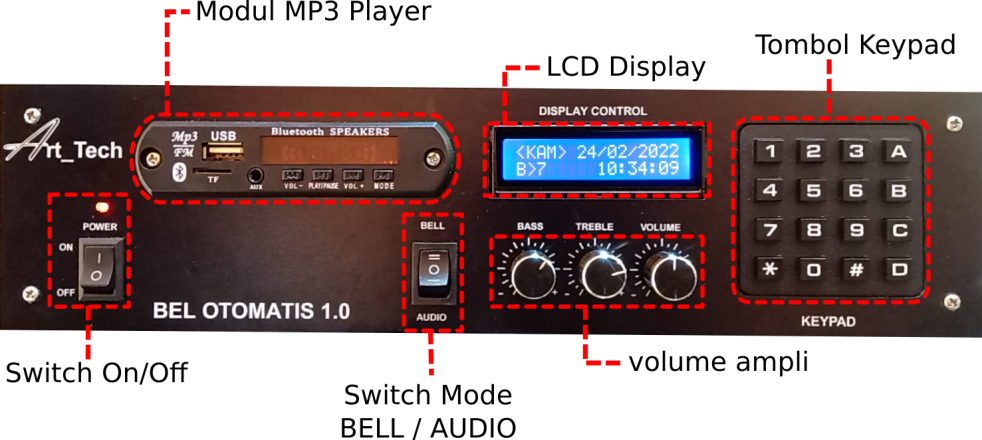 Modul MP3 Player
Tombol Keypad
LCD Display
DISPLAY CONTROL
Art_Tech
Mp3
FM
USB
Bluetooth SPEAKERS
TF
AUX
VOL-
PLAY/PAUSE
VOL+
MODE
<KAM> 24/02/2022
B>7 10:34:09
1 2 3 A
4 5 6 B
7 8 9 C
* 0 # D
KEYPAD
POWER
ON
OFF
BELL
AUDIO
BASS
TREBLE
VOLUME
BEL OTOMATIS 1.0
Switch On/Off
Switch Mode
BELL / AUDIO
volume ampli